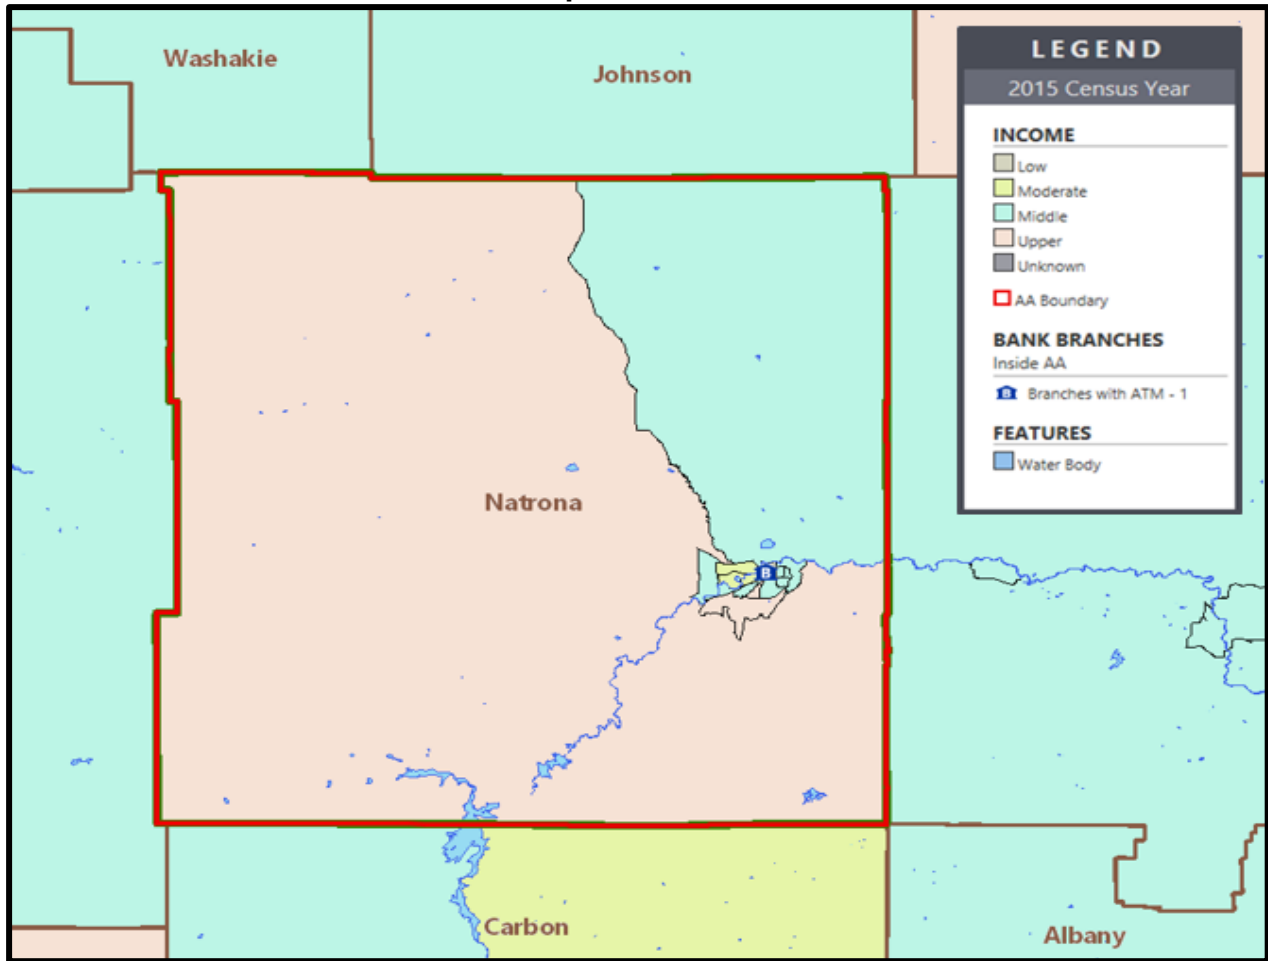 Washakie
Johnson
LEGEND
2015 Census Year
INCOME
Low
Moderate
Middle
Upper
Unknown
AA Boundary
BANK BRANCHES
Inside AA
B Branches with ATM - 1
FEATURES
Water Body
Natrona
B
Carbon
Albany